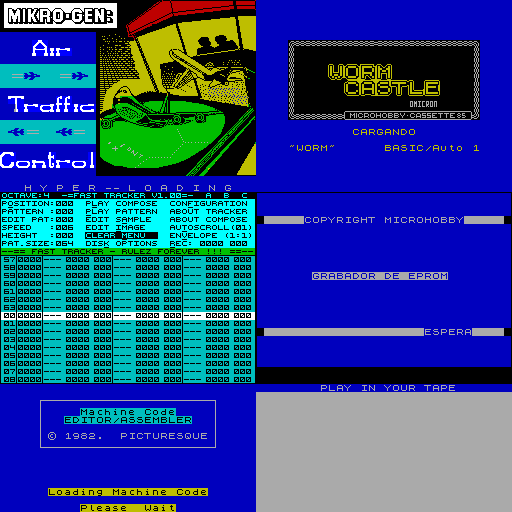 MIKRO-GEN:
Air
Traffic
Control
HYPER--LOADING
WORM
CASTLE
OMICRON
MICROHOBBY-CASSETTE 85
CARGANDO
"WORM" BASIC/Auto 1
OCTAVE:4 -=FAST TRACKER V1.00=- A B C
POSITION:000 PLAY COMPOSE CONFIGURATION
PATTERN :000 PLAY PATTERN ABOUT TRACKER
EDIT PAT:000 EDIT SAMPLE ABOUT COMPOSE
SPEED :006 EDIT IMAGE AUTOSCROLL(01)
HEIGHT :000 CLEAR MENU ENVELOPE (1:1)
PAT.SIZE:064 DISK OPTIONS REC: 000 000
--== FAST TRACKER - RULEZ FOREVER !!! ==--
57 0000 --- 0000 000 --- 0000 000 --- 0000 000
58 0000 --- 0000 000 --- 0000 000 --- 0000 000
59 0000 --- 0000 000 --- 0000 000 --- 0000 000
60 0000 --- 0000 000 --- 0000 000 --- 0000 000
61 0000 --- 0000 000 --- 0000 000 --- 0000 000
62 0000 --- 0000 000 --- 0000 000 --- 0000 000
63 0000 --- 0000 000 --- 0000 000 --- 0000 000
00 0000 --- 0000 000 --- 0000 000 --- 0000 000
01 0000 --- 0000 000 --- 0000 000 --- 0000 000
02 0000 --- 0000 000 --- 0000 000 --- 0000 000
03 0000 --- 0000 000 --- 0000 000 --- 0000 000
04 0000 --- 0000 000 --- 0000 000 --- 0000 000
05 0000 --- 0000 000 --- 0000 000 --- 0000 000
06 0000 --- 0000 000 --- 0000 000 --- 0000 000
07 0000 --- 0000 000 --- 0000 000 --- 0000 000
08 0000 --- 0000 000 --- 0000 000 --- 0000 000
COPYRIGHT MICROHOBBY
GRABADOR DE EPROM
ESPERA
PLAY IN YOUR TAPE
Machine Code
EDITOR/ASSEMBLER
© 1982. PICTURESQUE
Loading Machine Code
Please Wait